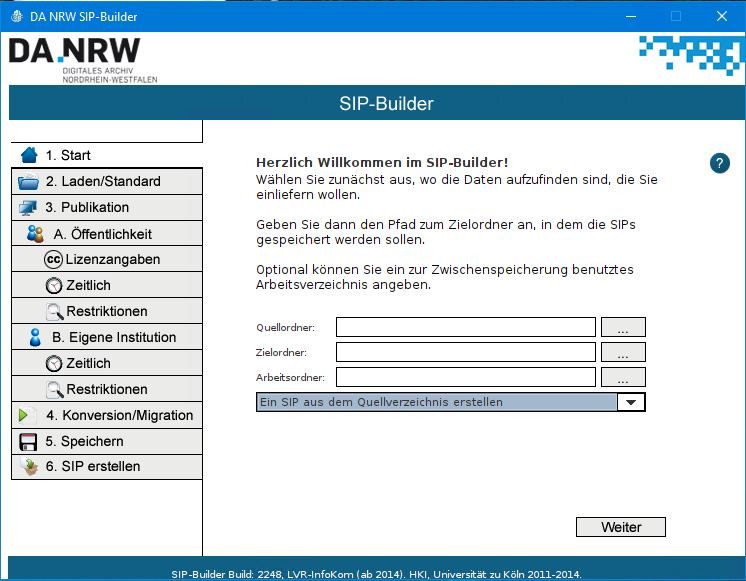 DA NRW SIP-Builder
DA.NRW
DIGITALES ARCHIV
NORDRHEIN-WESTFALEN
SIP-Builder
1. Start
2. Laden/Standard
3. Publikation
A. Öffentlichkeit
cc Lizenzangaben
Zeitlich
Restriktionen
B. Eigene Institution
Zeitlich
Restriktionen
4. Konversion/Migration
5. Speichern
6. SIP erstellen
Herzlich Willkommen im SIP-Builder!
?
Wählen Sie zunächst aus, wo die Daten aufzufinden sind, die Sie
einliefern wollen.
Geben Sie dann den Pfad zum Zielordner an, in dem die SIPs
gespeichert werden sollen.
Optional können Sie ein zur Zwischenspeicherung benutztes
Arbeitsverzeichnis angeben.
Quellordner: ...
Zielordner: ...
Arbeitsordner: ...
Ein SIP aus dem Quellverzeichnis erstellen
Weiter
SIP-Builder Build: 2248, LVR-InfoKom (ab 2014). HKI, Universität zu Köln 2011-2014.